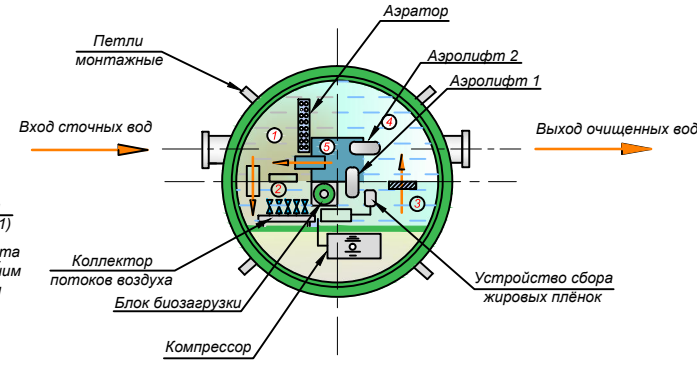 Аэратор
Петли
монтажные
Аэролифт 2
Аэролифт 1
Вход сточных вод
Выход очищенных вод
1
4
5
2
3
1)
Коллектор
потоков воздуха
Устройство сбора
жировых плёнок
Блок биозагрузки
Компрессор